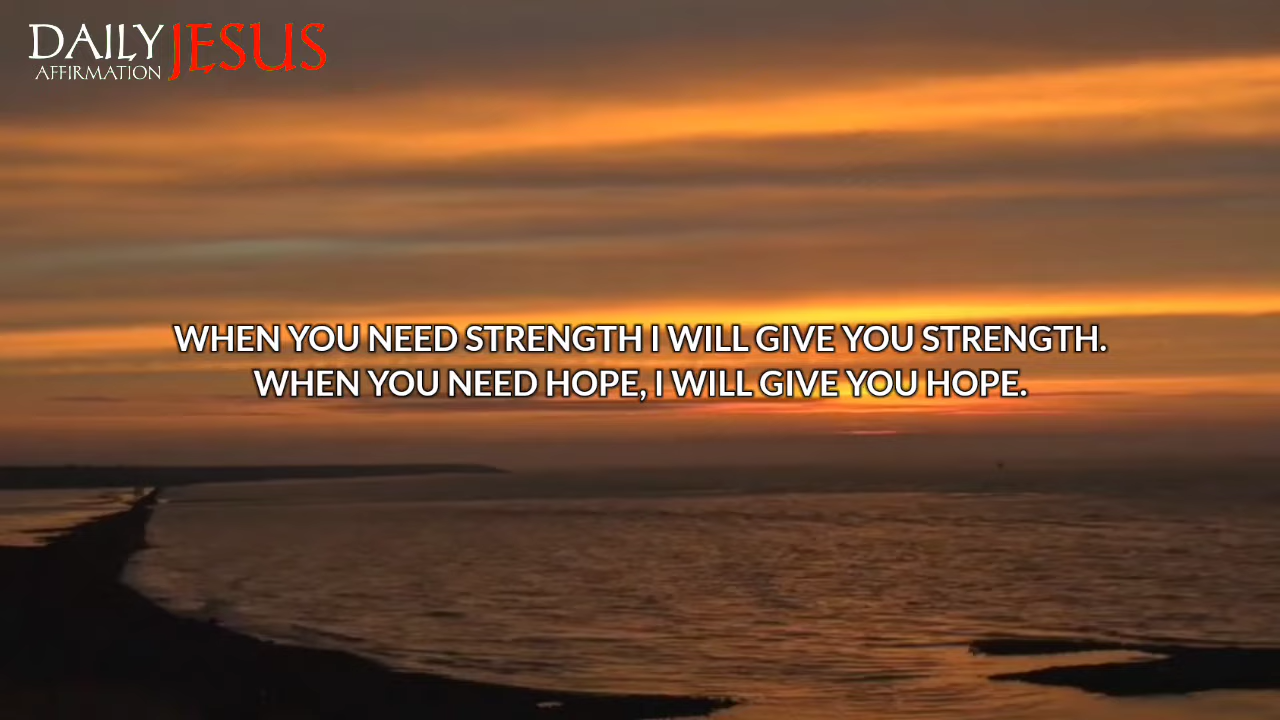 DAILY JESUS
AFFIRMATION
WHEN YOU NEED STRENGTH I WILL GIVE YOU STRENGTH.
WHEN YOU NEED HOPE, I WILL GIVE YOU HOPE.